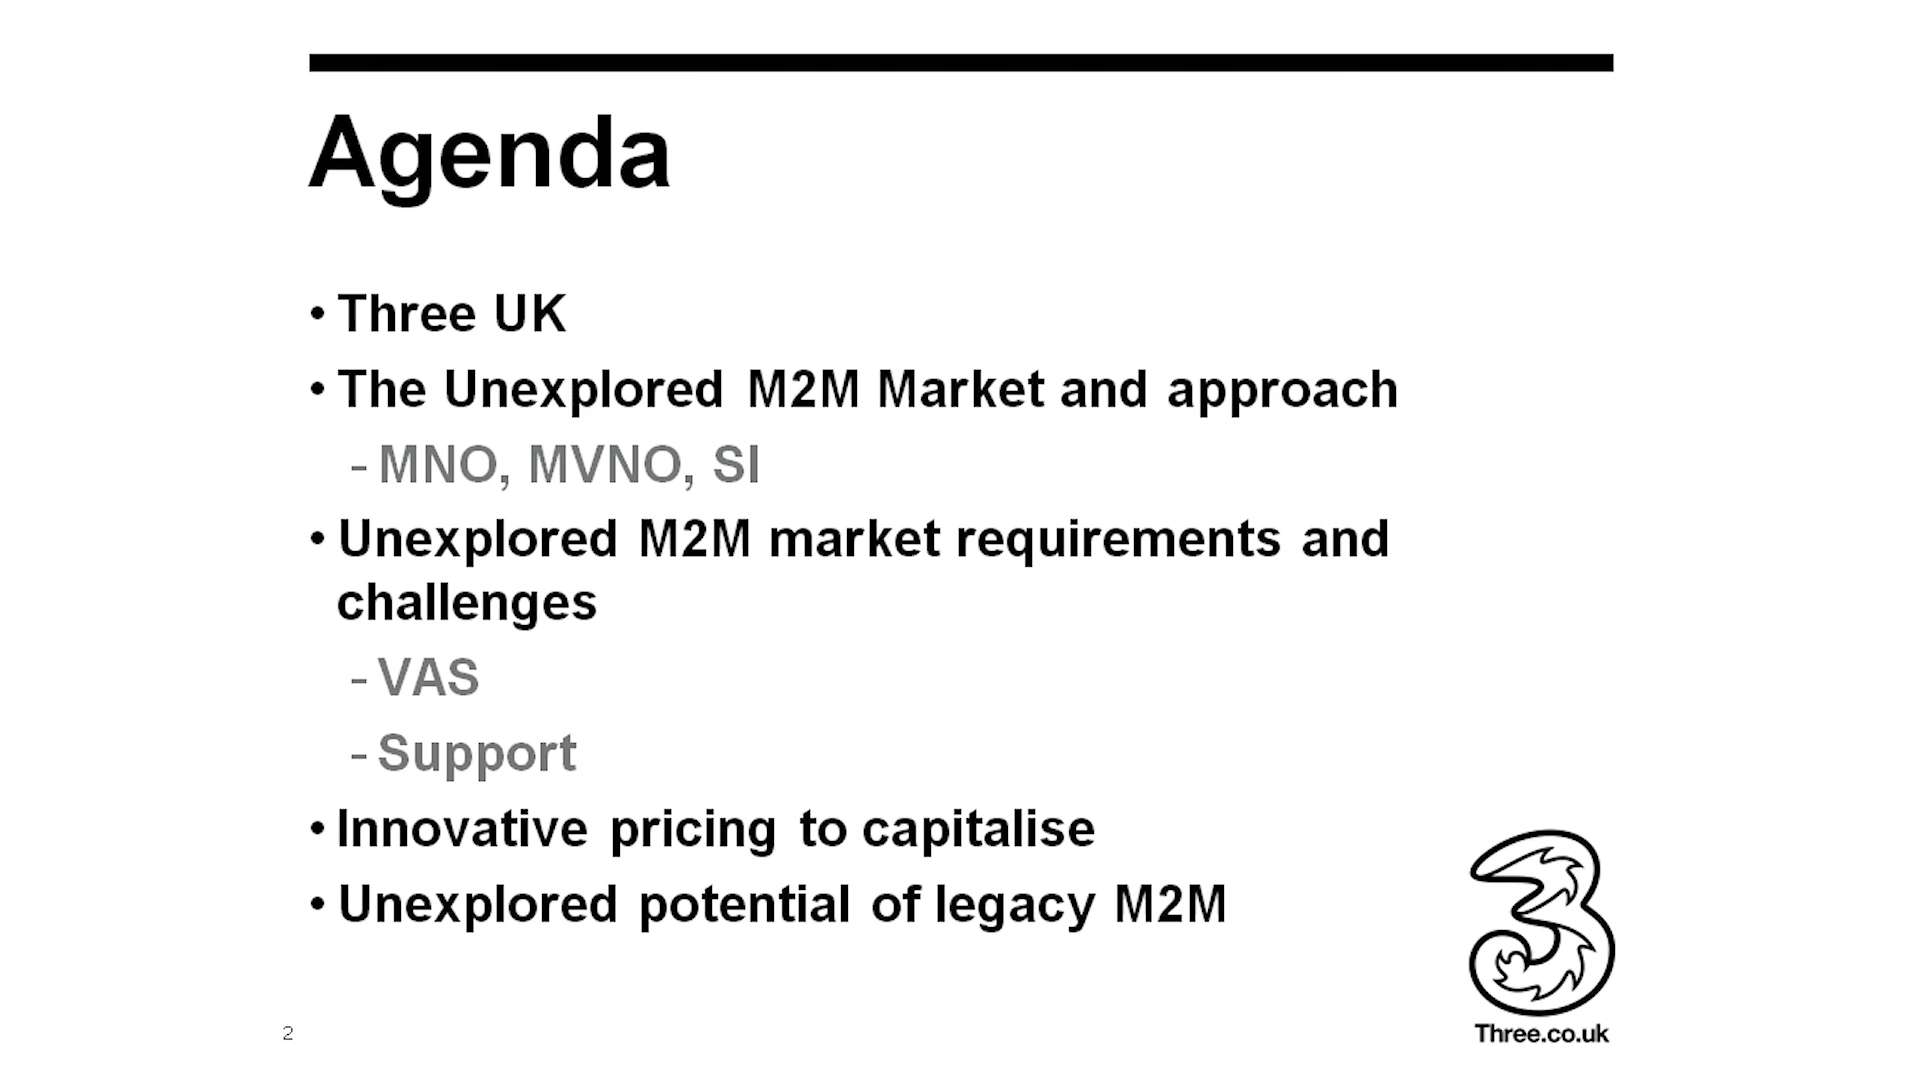 Agenda
• Three UK
• The Unexplored M2M Market and approach
- MNO, MVNO, SI
• Unexplored M2M market requirements and
challenges
- VAS
- Support
• Innovative pricing to capitalise
• Unexplored potential of legacy M2M
3
Three.co.uk
2